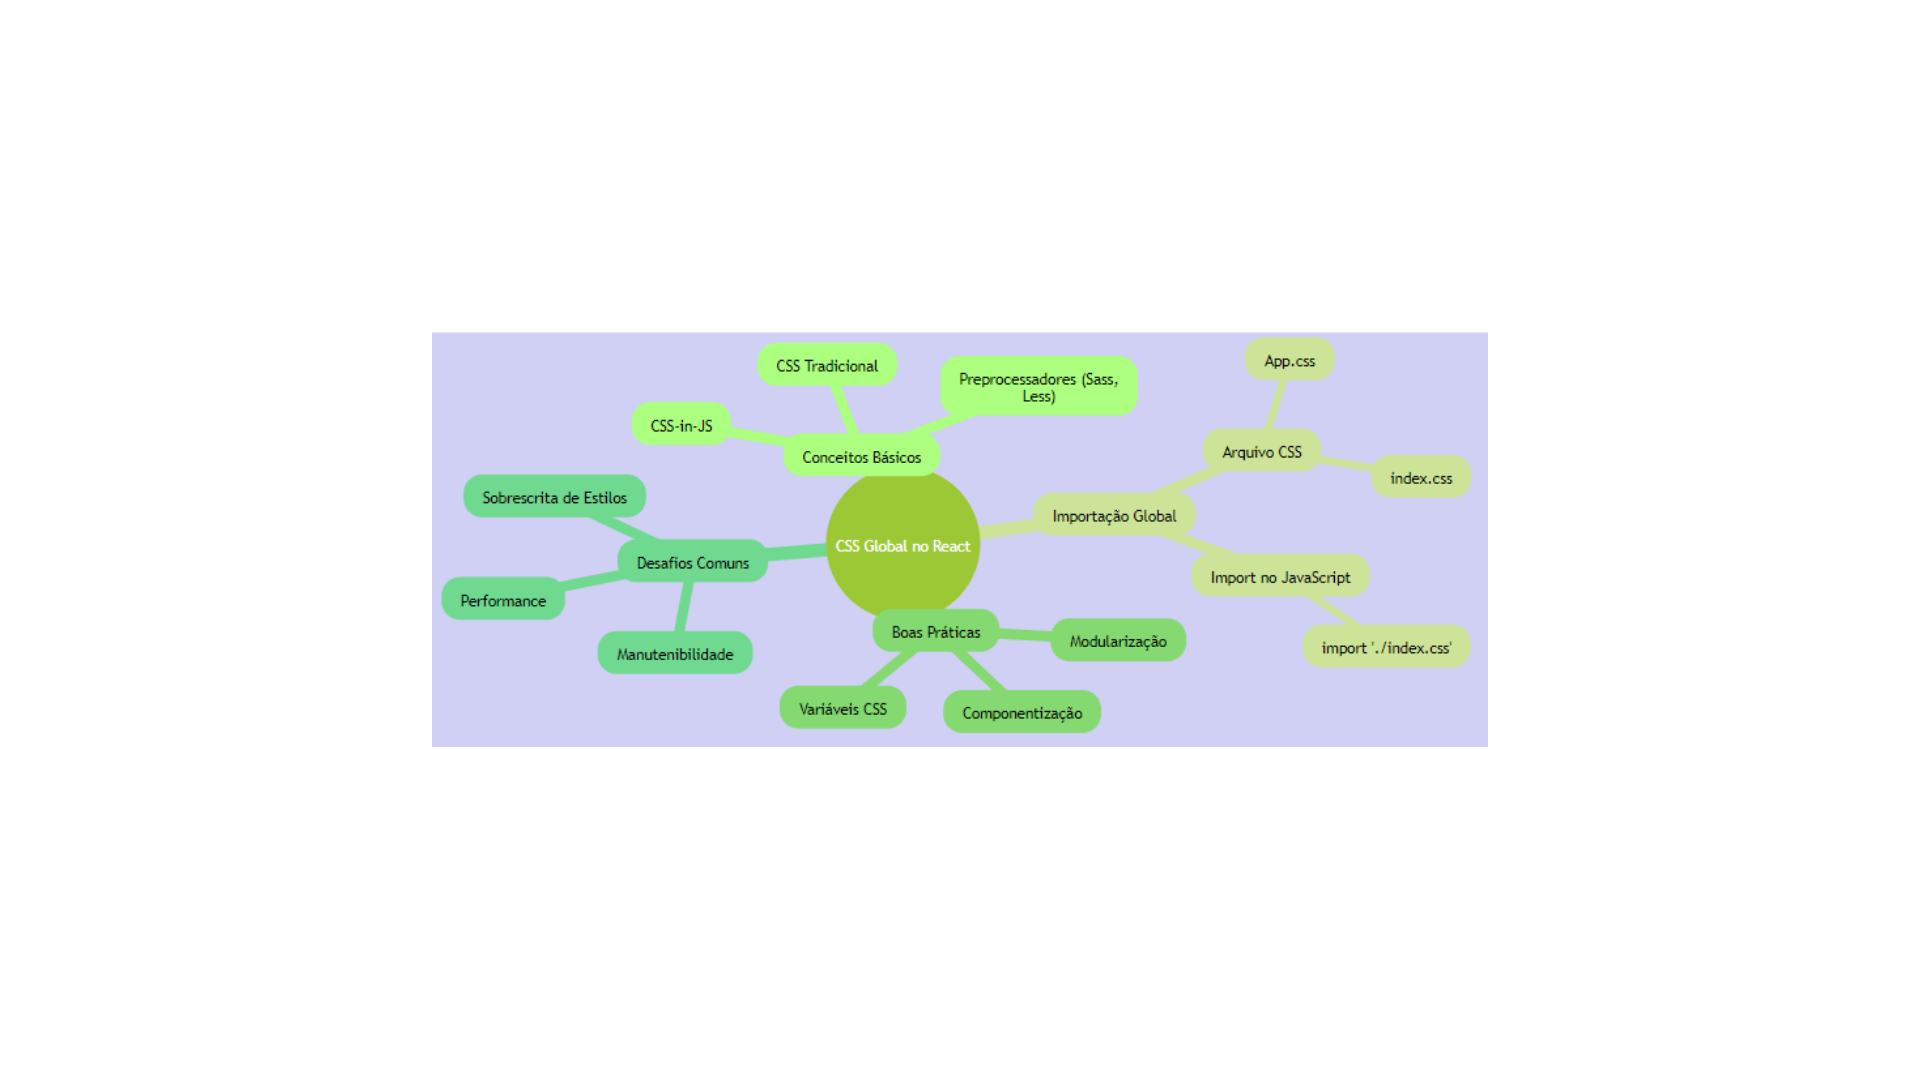 App.css
CSS Tradicional
Preprocessadores (Sass,
Less)
CSS-in-JS
Conceitos Básicos
Arquivo CSS
index.css
Sobrescrita de Estilos
Importação Global
CSS Global no React
Desafios Comuns
Import no JavaScript
Performance
Boas Práticas
Modularização
import './index.css'
Manutenibilidade
Variáveis CSS
Componentização